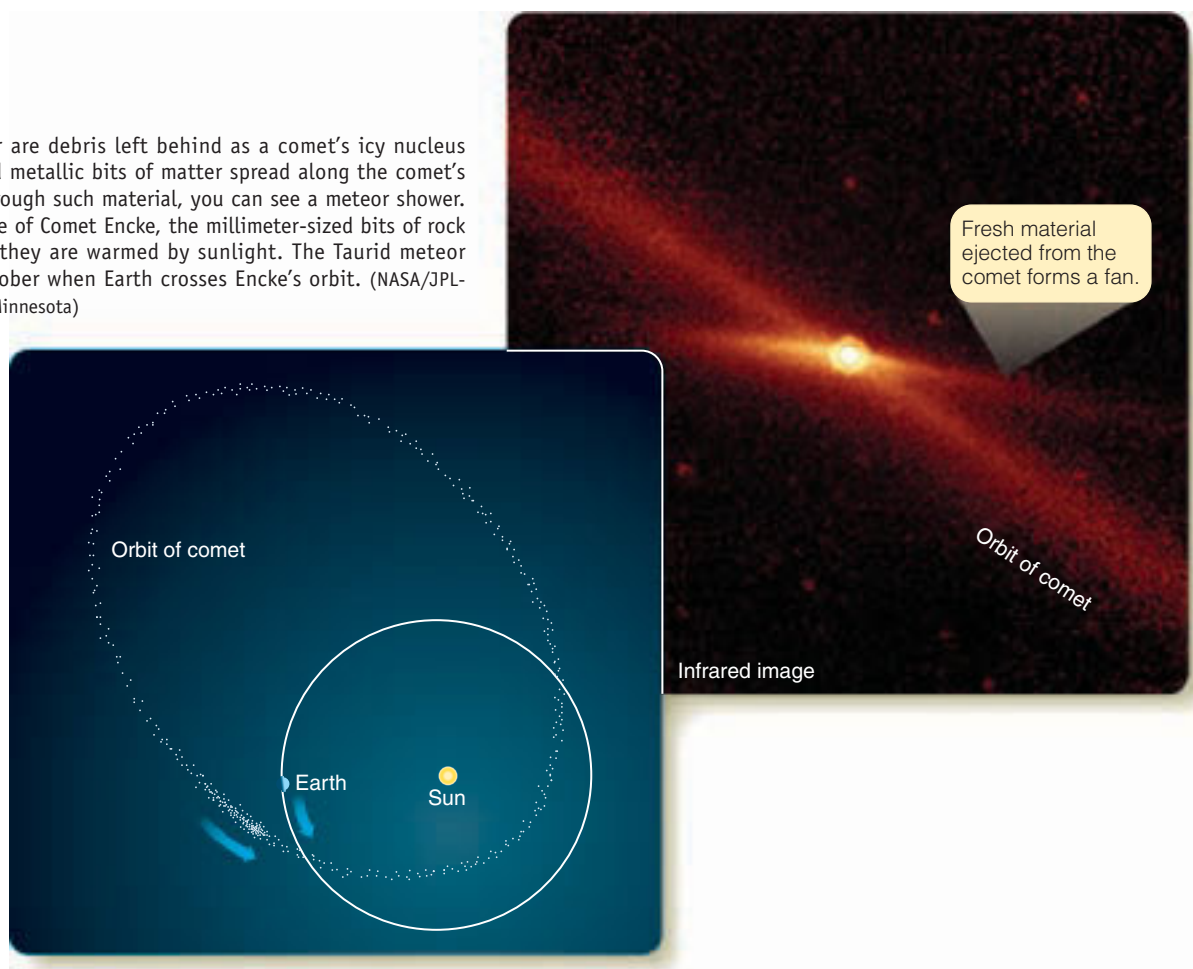 r are debris left behind as a comet's icy nucleus
metallic bits of matter spread along the comet's
rough such material, you can see a meteor shower.
e of Comet Encke, the millimeter-sized bits of rock
they are warmed by sunlight. The Taurid meteor
ober when Earth crosses Encke's orbit. (NASA/JPL-
innesota)
Fresh material
ejected from the
comet forms a fan.
Orbit of comet
Infrared image
Orbit of comet
Earth
Sun